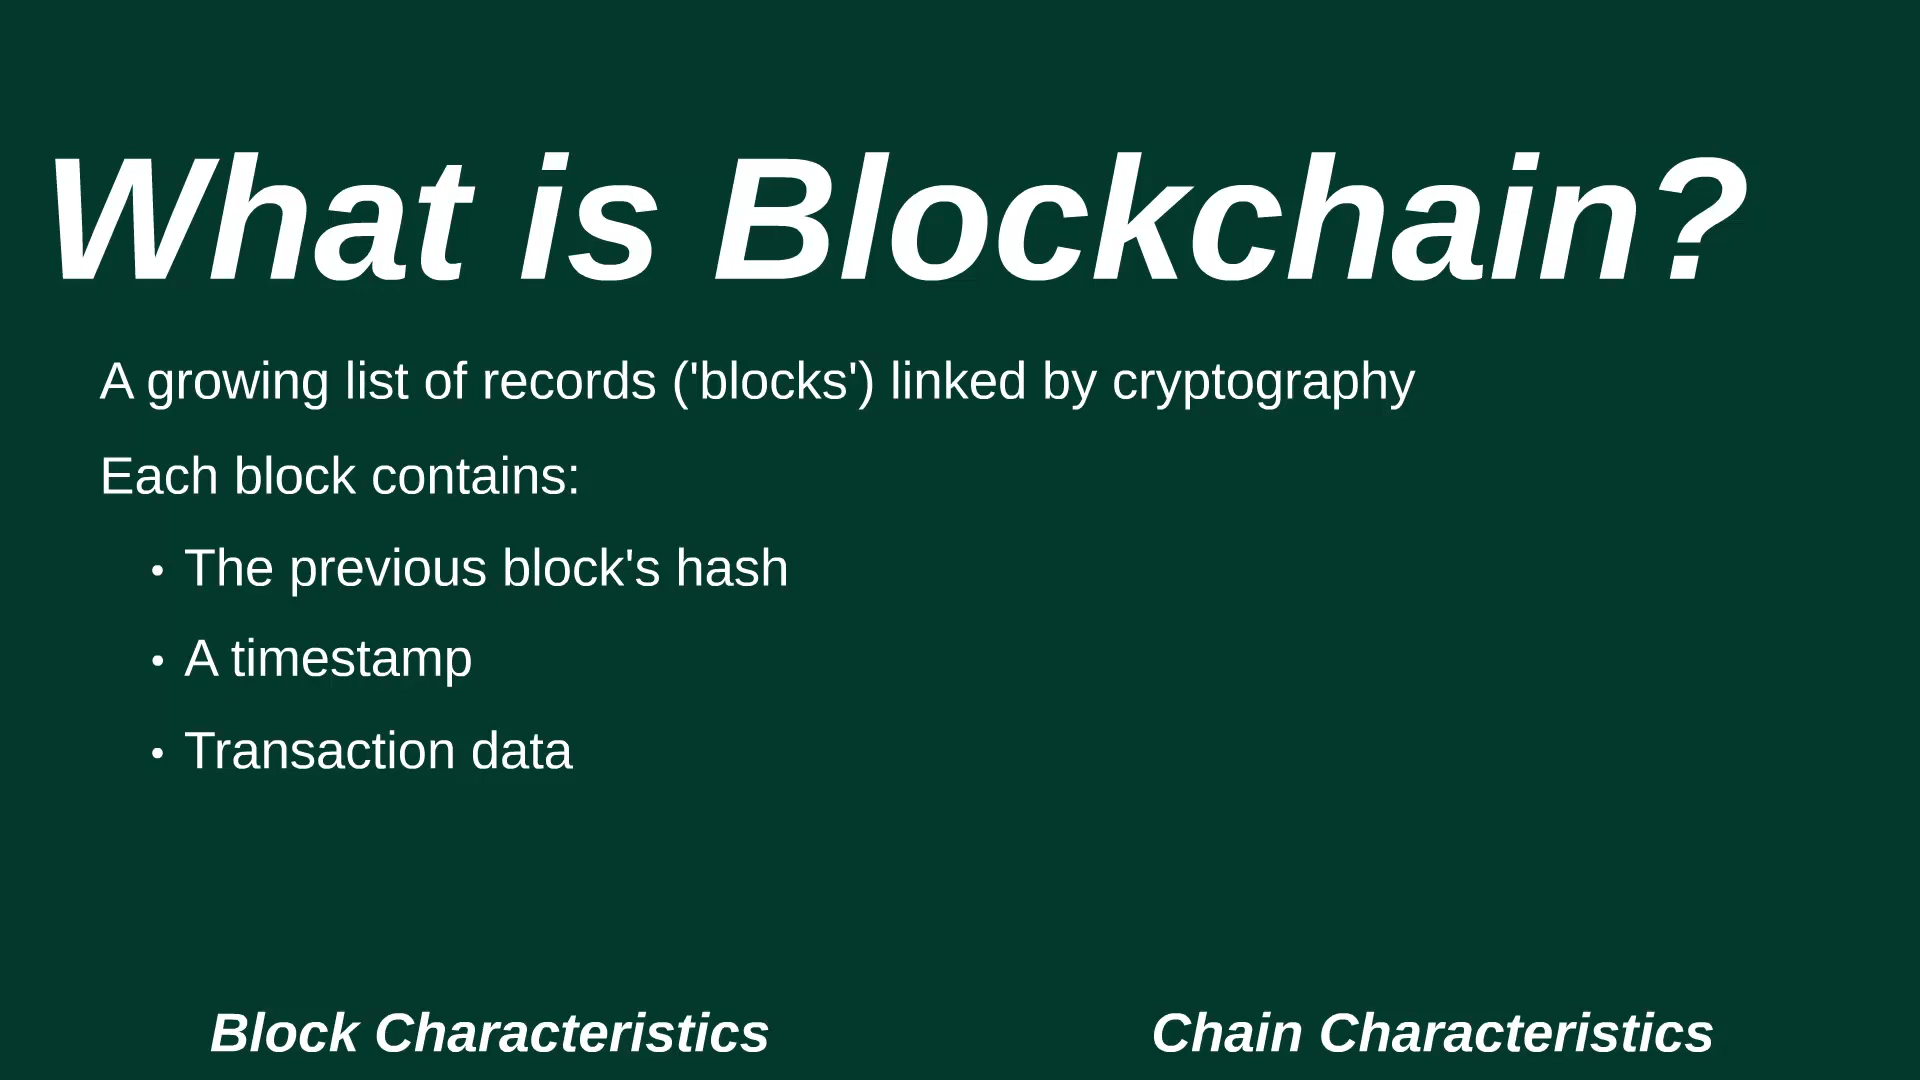 What is Blockchain?
A growing list of records ('blocks') linked by cryptography
Each block contains:
• The previous block's hash
• A timestamp
• Transaction data
Block Characteristics
Chain Characteristics